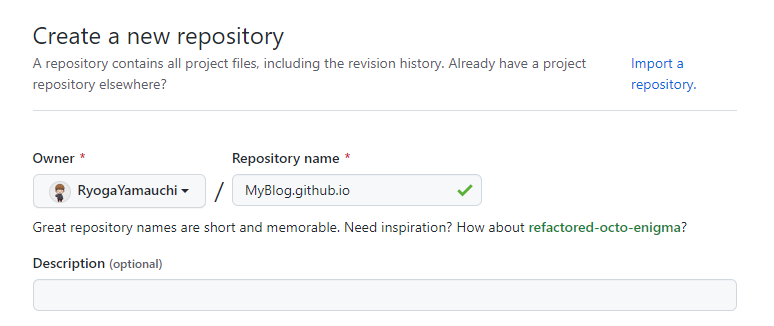 Create a new repository
A repository contains all project files, including the revision history. Already have a project
repository elsewhere?
Import a
repository.
Owner *
Repository name *
RyogaYamauchi
/
MyBlog.github.io
Great repository names are short and memorable. Need inspiration? How about refactored-octo-enigma?
Description (optional)